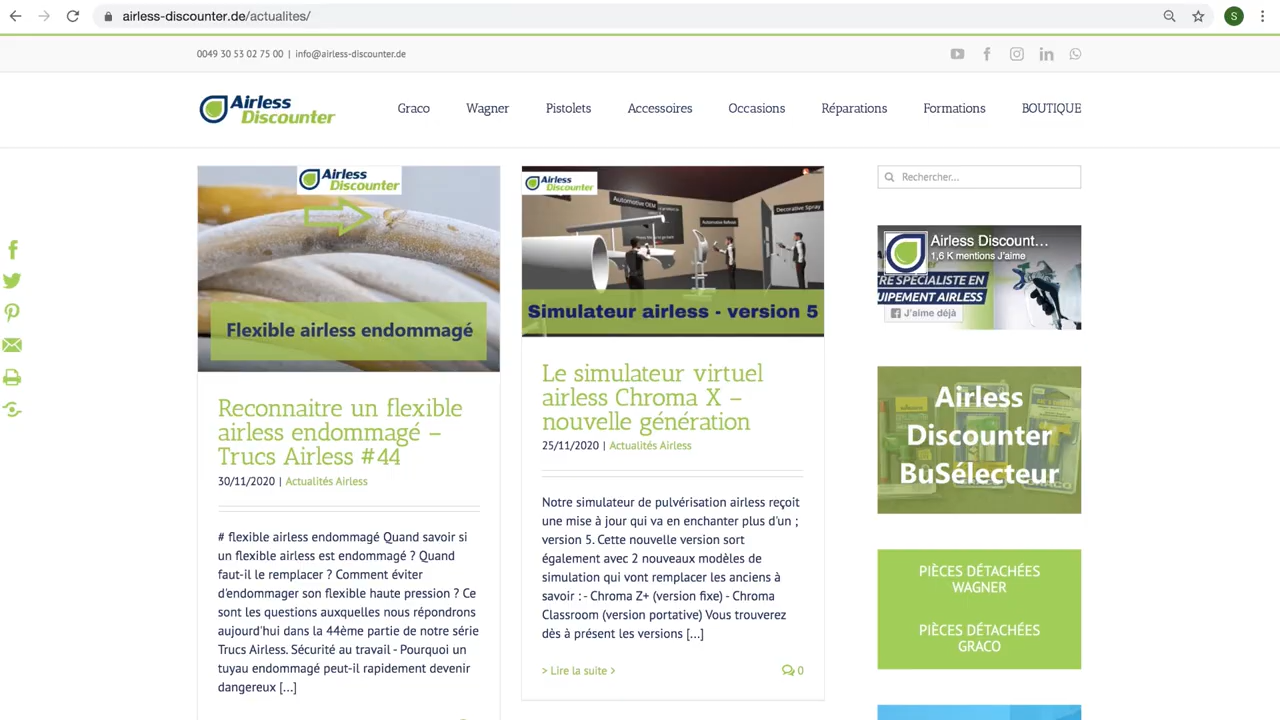 airless-discounter.de/actualites/
S
0049 30 53 02 75 00 | info@airless-discounter.de
Airless
Discounter
Graco
Wagner
Pistolets
Accessoires
Occasions
Réparations
Formations
BOUTIQUE
Airless
Discounter
Flexible airless endommagé
Reconnaitre un flexible
airless endommagé –
Trucs Airless #44
30/11/2020 | Actualités Airless
# flexible airless endommagé Quand savoir si
un flexible airless est endommagé ? Quand
faut-il le remplacer ? Comment éviter
d'endommager son flexible haute pression ? Ce
sont les questions auxquelles nous répondrons
aujourd'hui dans la 44ème partie de notre série
Trucs Airless. Sécurité au travail - Pourquoi un
tuyau endommagé peut-il rapidement devenir
dangereux [...]
Airless
Discounter
Automotive OEM
Automotive Refinish
Decorative Spray
Simulateur airless - version 5
Le simulateur virtuel
airless Chroma X –
nouvelle génération
25/11/2020 | Actualités Airless
Notre simulateur de pulvérisation airless reçoit
une mise à jour qui va en enchanter plus d'un ;
version 5. Cette nouvelle version sort
également avec 2 nouveaux modèles de
simulation qui vont remplacer les anciens à
savoir : - Chroma Z+ (version fixe) - Chroma
Classroom (version portative) Vous trouverez
dès à présent les versions [...]
> Lire la suite >
0
Rechercher...
Airless Discount...
1,6 K mentions J'aime
TRE SPÉCIALISTE EN
UIPEMENT AIRLESS
J'aime déjà
Airless
Discounter
BuSélecteur
PIÈCES DÉTACHÉES
WAGNER
PIÈCES DÉTACHÉES
GRACO